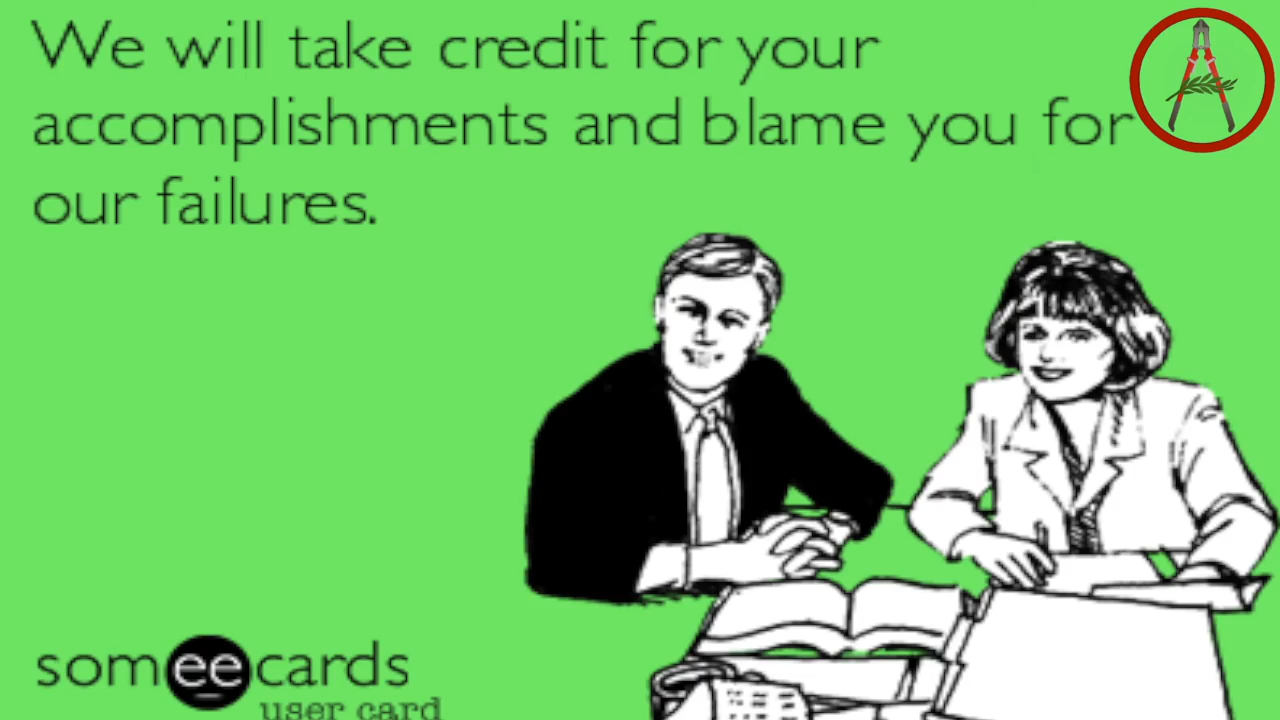 We will take credit for your
accomplishments and blame you for
our failures.
someecards
user card